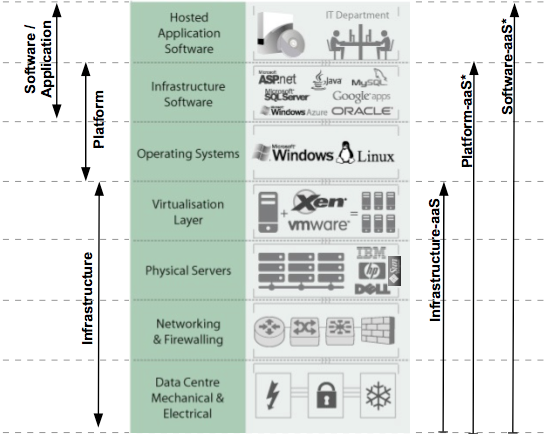 Software /
Application
Platform
Infrastructure
Hosted
Application
Software
IT Department
Infrastructure
Software
Microsoft
ASP.net
Java
MySQL
Microsoft
SQL Server
Google apps
Windows Azure
ORACLE
Operating Systems
Microsoft
Windows
Linux
Virtualisation
Layer
+
Xen
vmware
=
Physical Servers
IBM
hp
Sun
DELL
Networking
& Firewalling
Data Centre
Mechanical &
Electrical
Infrastructure-aaS
Platform-aaS*
Software-aaS*